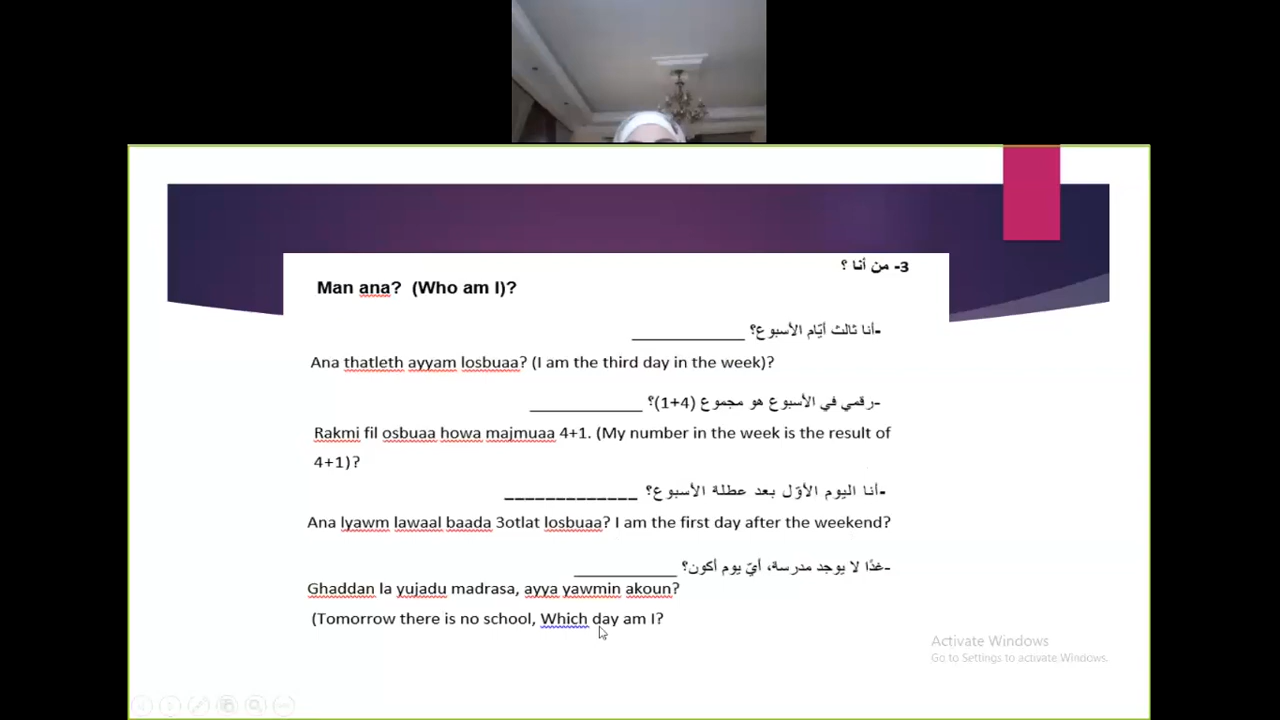 3- من أنا ؟
Man ana? (Who am I)?
-أنا ثالث أيّام الأسبوع؟ ____________
Ana thatleth ayyam losbuaa? (I am the third day in the week)?
-رقمي في الأسبوع هو مجموع (4+1)؟ ____________
Rakmi fil osbuaa howa majmuaa 4+1. (My number in the week is the result of
4+1)?
-أنا اليوم الأوّل بعد عطلة الأسبوع؟ _____________
Ana lyawm lawaal baada 3otlat losbuaa? I am the first day after the weekend?
-غدًا لا يوجد مدرسة، أيّ يوم أكون؟ ___________
Ghaddan la yujadu madrasa, ayya yawmin akoun?
(Tomorrow there is no school, Which day am I?
Activate Windows
Go to Settings to activate Windows.